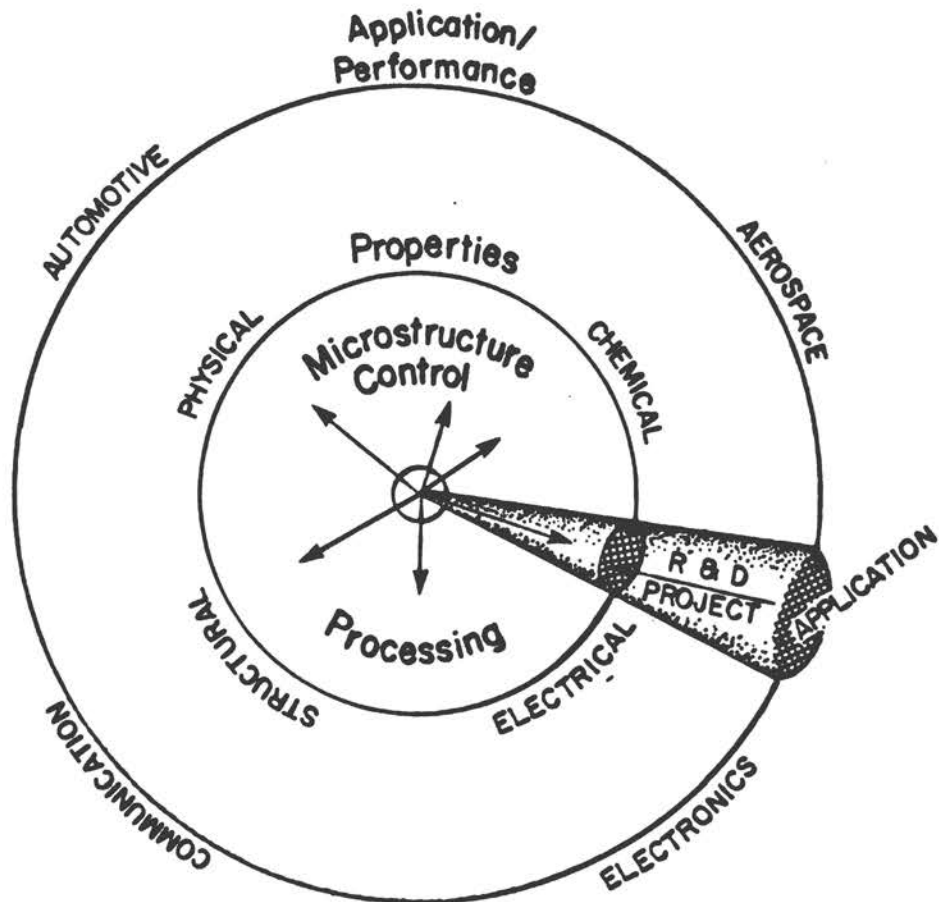 Application/
Performance
AUTOMOTIVE
AEROSPACE
Properties
PHYSICAL
CHEMICAL
Microstructure
Control
R & D
PROJECT
APPLICATION
Processing
STRUCTURAL
ELECTRICAL
COMMUNICATION
ELECTRONICS